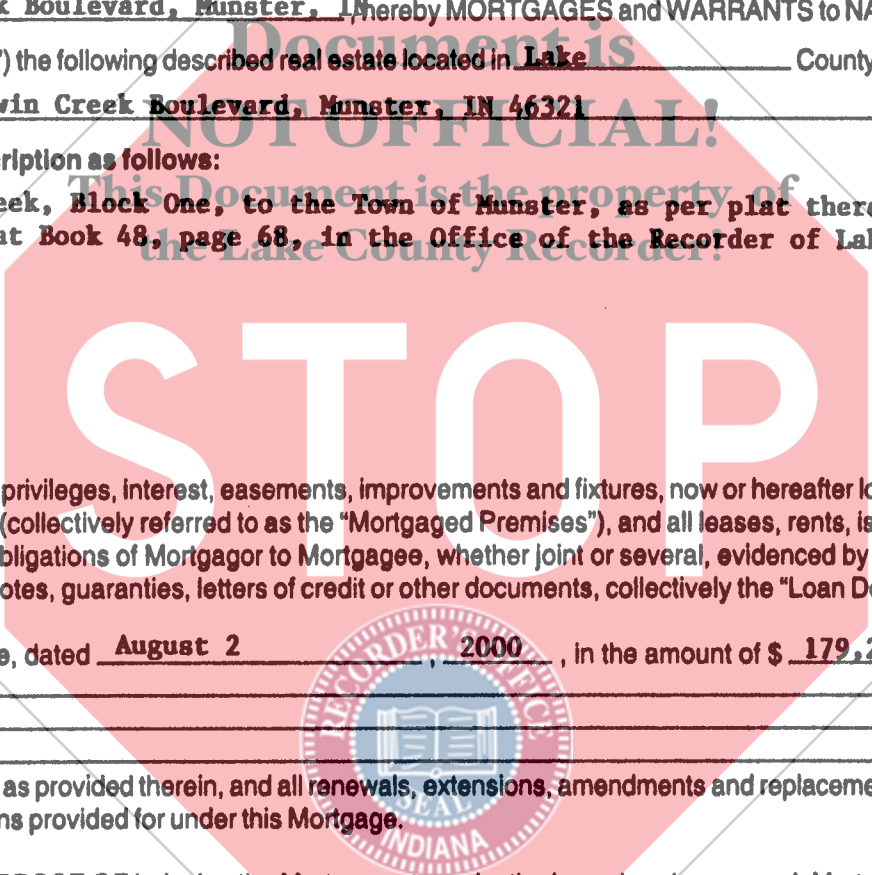 k Boulevard, Munster, IN, hereby MORTGAGES and WARRANTS to NA
Document is
") the following described real estate located in Lake County
win Creek Boulevard, Munster, IN 46321
NOT OFFICIAL!
cription as follows:
This Document is the property of
eek, Block One, to the Town of Munster, as per plat there
at Book 48, page 68, in the Office of the Recorder of Lak
the Lake County Recorder!
STOP
privileges, interest, easements, improvements and fixtures, now or hereafter lo
(collectively referred to as the "Mortgaged Premises"), and all leases, rents, is
bligations of Mortgagor to Mortgagee, whether joint or several, evidenced by
otes, guaranties, letters of credit or other documents, collectively the "Loan Do
e, dated August 2, 2000, in the amount of $ 179,2
RECORDER'S OFFICE
SEAL
INDIANA
as provided therein, and all renewals, extensions, amendments and replaceme
ns provided for under this Mortgage.